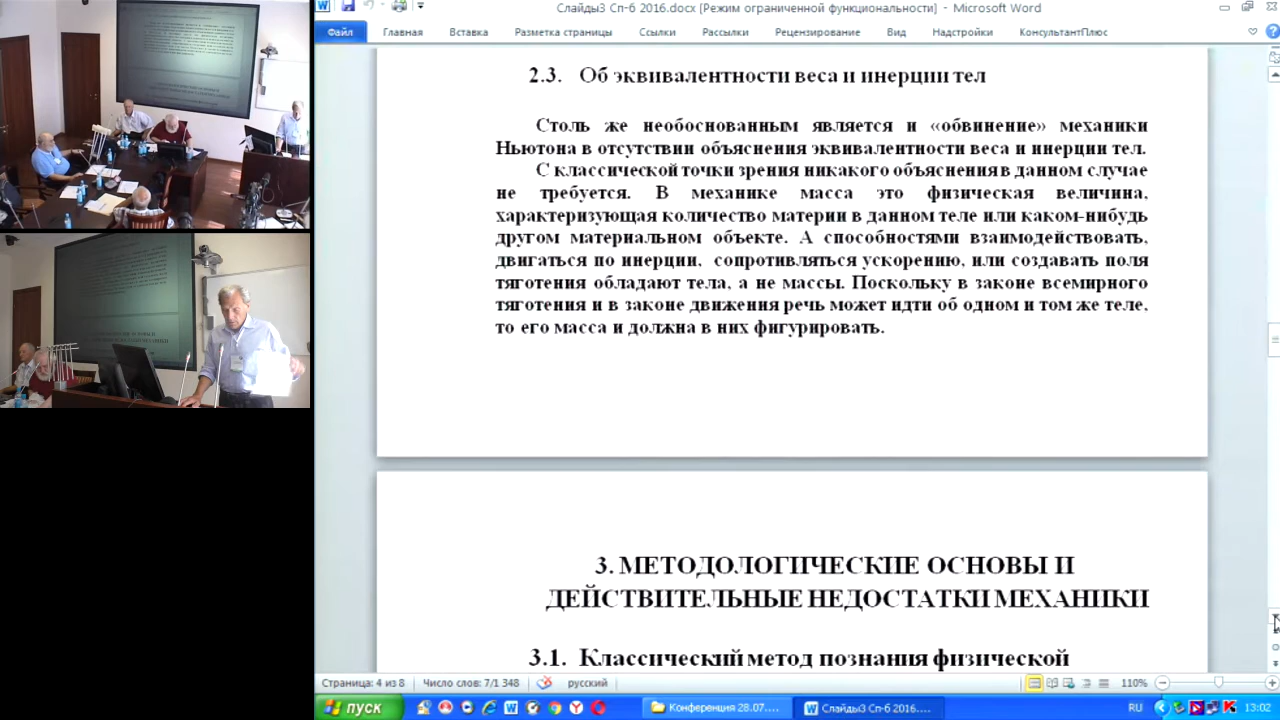 Слайды3 Сп-б 2016.docx [Режим ограниченной функциональности] - Microsoft Word
Файл Главная Вставка Разметка страницы Ссылки Рассылки Рецензирование Вид Надстройки КонсультантПлюс
2.3. Об эквивалентности веса и инерции тел
Столь же необоснованным является и «обвинение» механики
Ньютона в отсутствии объяснения эквивалентности веса и инерции тел.
С классической точки зрения никакого объяснения в данном случае
не требуется. В механике масса это физическая величина,
характеризующая количество материи в данном теле или каком-нибудь
другом материальном объекте. А способностями взаимодействовать,
двигаться по инерции, сопротивляться ускорению, или создавать поля
тяготения обладают тела, а не массы. Поскольку в законе всемирного
тяготения и в законе движения речь может идти об одном и том же теле,
то его масса и должна в них фигурировать.
3. МЕТОДОЛОГИЧЕСКИЕ ОСНОВЫ И
ДЕЙСТВИТЕЛЬНЫЕ НЕДОСТАТКИ МЕХАНИКИ
3.1. Классический метод познания физической
Страница: 4 из 8 Число слов: 7/1 348 русский 110%
пуск Конференция 28.07.... Слайды3 Сп-б 2016.... RU 13:02